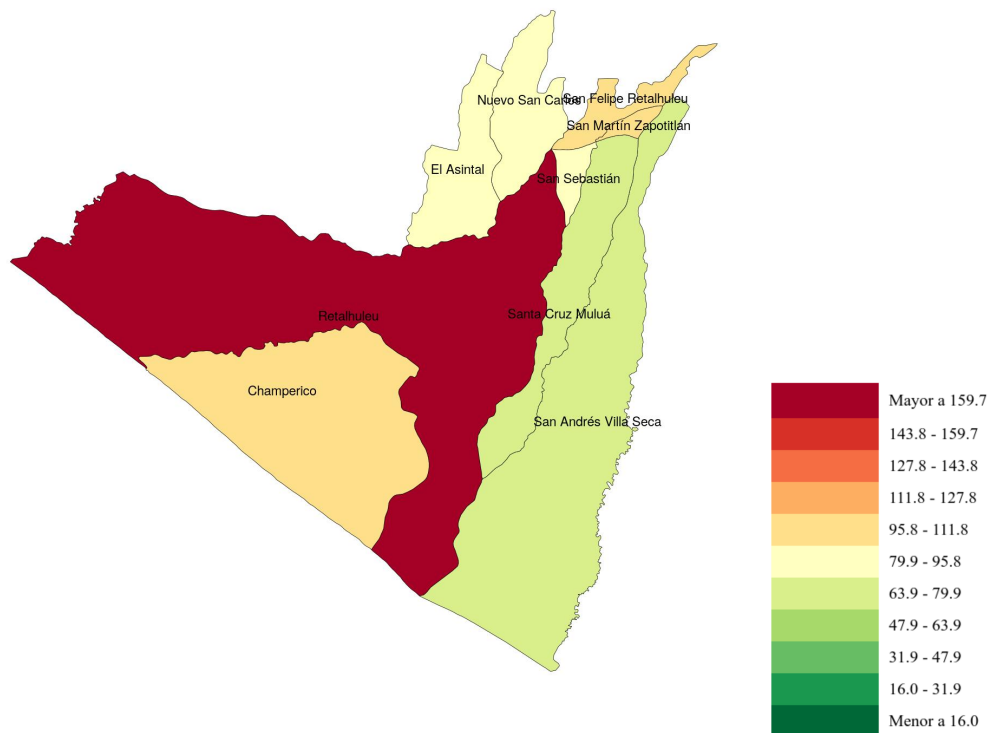 Nuevo San Carlos
San Felipe Retalhuleu
San Martín Zapotitlán
El Asintal
San Sebastián
Retalhuleu
Santa Cruz Muluá
Champerico
San Andrés Villa Seca
Mayor a 159.7
143.8 - 159.7
127.8 - 143.8
111.8 - 127.8
95.8 - 111.8
79.9 - 95.8
63.9 - 79.9
47.9 - 63.9
31.9 - 47.9
16.0 - 31.9
Menor a 16.0